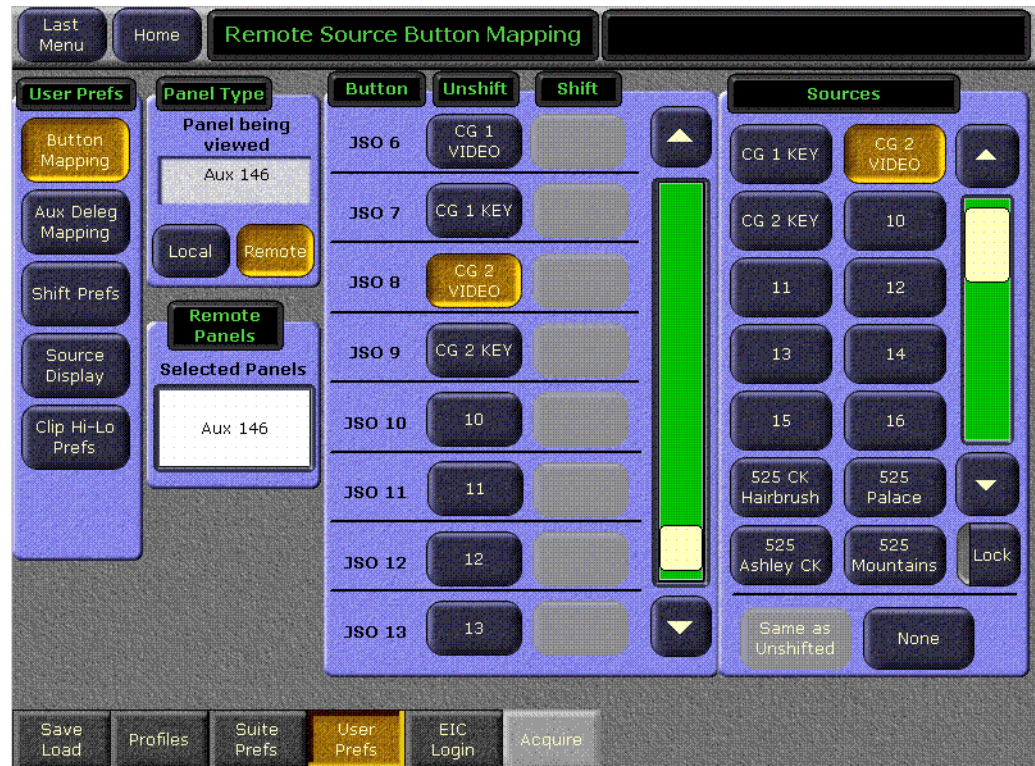 Last
Menu
Home
Remote Source Button Mapping
User Prefs
Button
Mapping
Aux Deleg
Mapping
Shift Prefs
Source
Display
Clip Hi-Lo
Prefs
Panel Type
Panel being
viewed
Aux 146
Local
Remote
Remote
Panels
Selected Panels
Aux 146
Button
Unshift
Shift
JSO 6
CG 1
VIDEO
JSO 7
CG 1 KEY
JSO 8
CG 2
VIDEO
JSO 9
CG 2 KEY
JSO 10
10
JSO 11
11
JSO 12
12
JSO 13
13
Sources
CG 1 KEY
CG 2
VIDEO
CG 2 KEY
10
11
12
13
14
15
16
525 CK
Hairbrush
525
Palace
525
Ashley CK
525
Mountains
Lock
Same as
Unshifted
None
Save
Load
Profiles
Suite
Prefs
User
Prefs
EIC
Login
Acquire